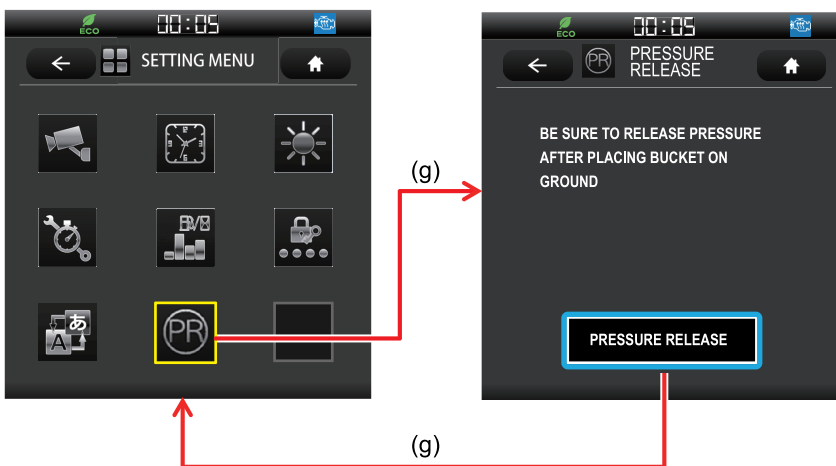 ECO
00:05
SETTING MENU
A あ
PR
(g)
ECO
00:05
PR
PRESSURE
RELEASE
BE SURE TO RELEASE PRESSURE
AFTER PLACING BUCKET ON
GROUND
PRESSURE RELEASE
(g)